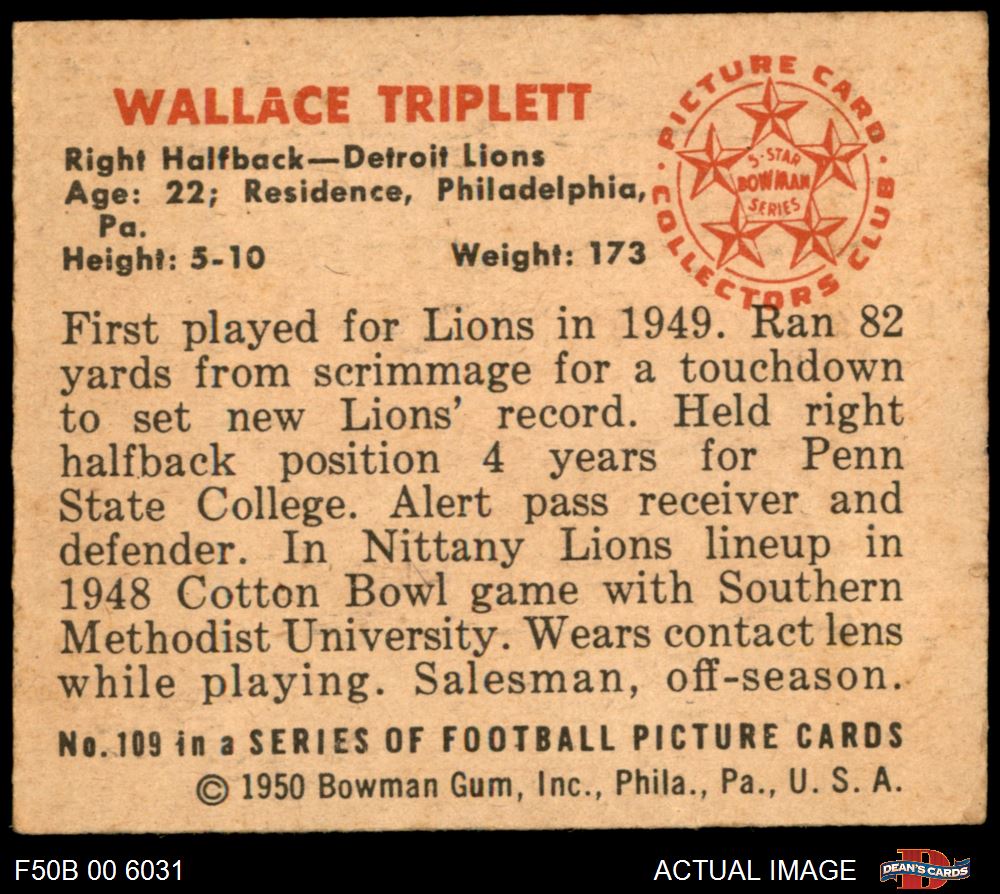 WALLACE TRIPLETT
Right Halfback—Detroit Lions
Age: 22; Residence, Philadelphia,
Pa.
Height: 5-10 Weight: 173
PICTURE CARD
COLLECTORS CLUB
5-STAR
BOWMAN
SERIES
First played for Lions in 1949. Ran 82
yards from scrimmage for a touchdown
to set new Lions' record. Held right
halfback position 4 years for Penn
State College. Alert pass receiver and
defender. In Nittany Lions lineup in
1948 Cotton Bowl game with Southern
Methodist University. Wears contact lens
while playing. Salesman, off-season.
No. 109 in a SERIES OF FOOTBALL PICTURE CARDS
© 1950 Bowman Gum, Inc., Phila., Pa., U. S. A.
F50B 00 6031 ACTUAL IMAGE DEAN'S CARDS